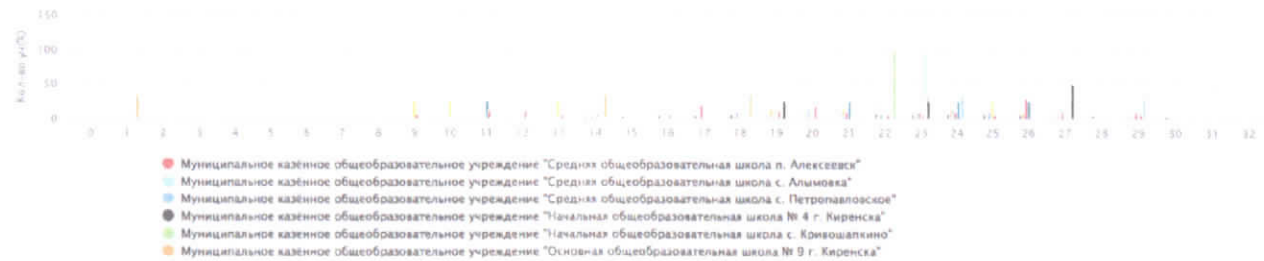 150
Кол-во уч(%)
100
50
0
0 1 2 3 4 5 6 7 8 9 10 11 12 13 14 15 16 17 18 19 20 21 22 23 24 25 26 27 28 29 30 31 32
Муниципальное казённое общеобразовательное учреждение "Средняя общеобразовательная школа п. Алексеевск"
Муниципальное казённое общеобразовательное учреждение "Средняя общеобразовательная школа с. Алымовка"
Муниципальное казённое общеобразовательное учреждение "Средняя общеобразовательная школа с. Петропавловское"
Муниципальное казённое общеобразовательное учреждение "Начальная общеобразовательная школа № 4 г. Киренска"
Муниципальное казённое общеобразовательное учреждение "Начальная общеобразовательная школа с. Кривошапкино"
Муниципальное казённое общеобразовательное учреждение "Основная общеобразовательная школа № 9 г. Киренска"